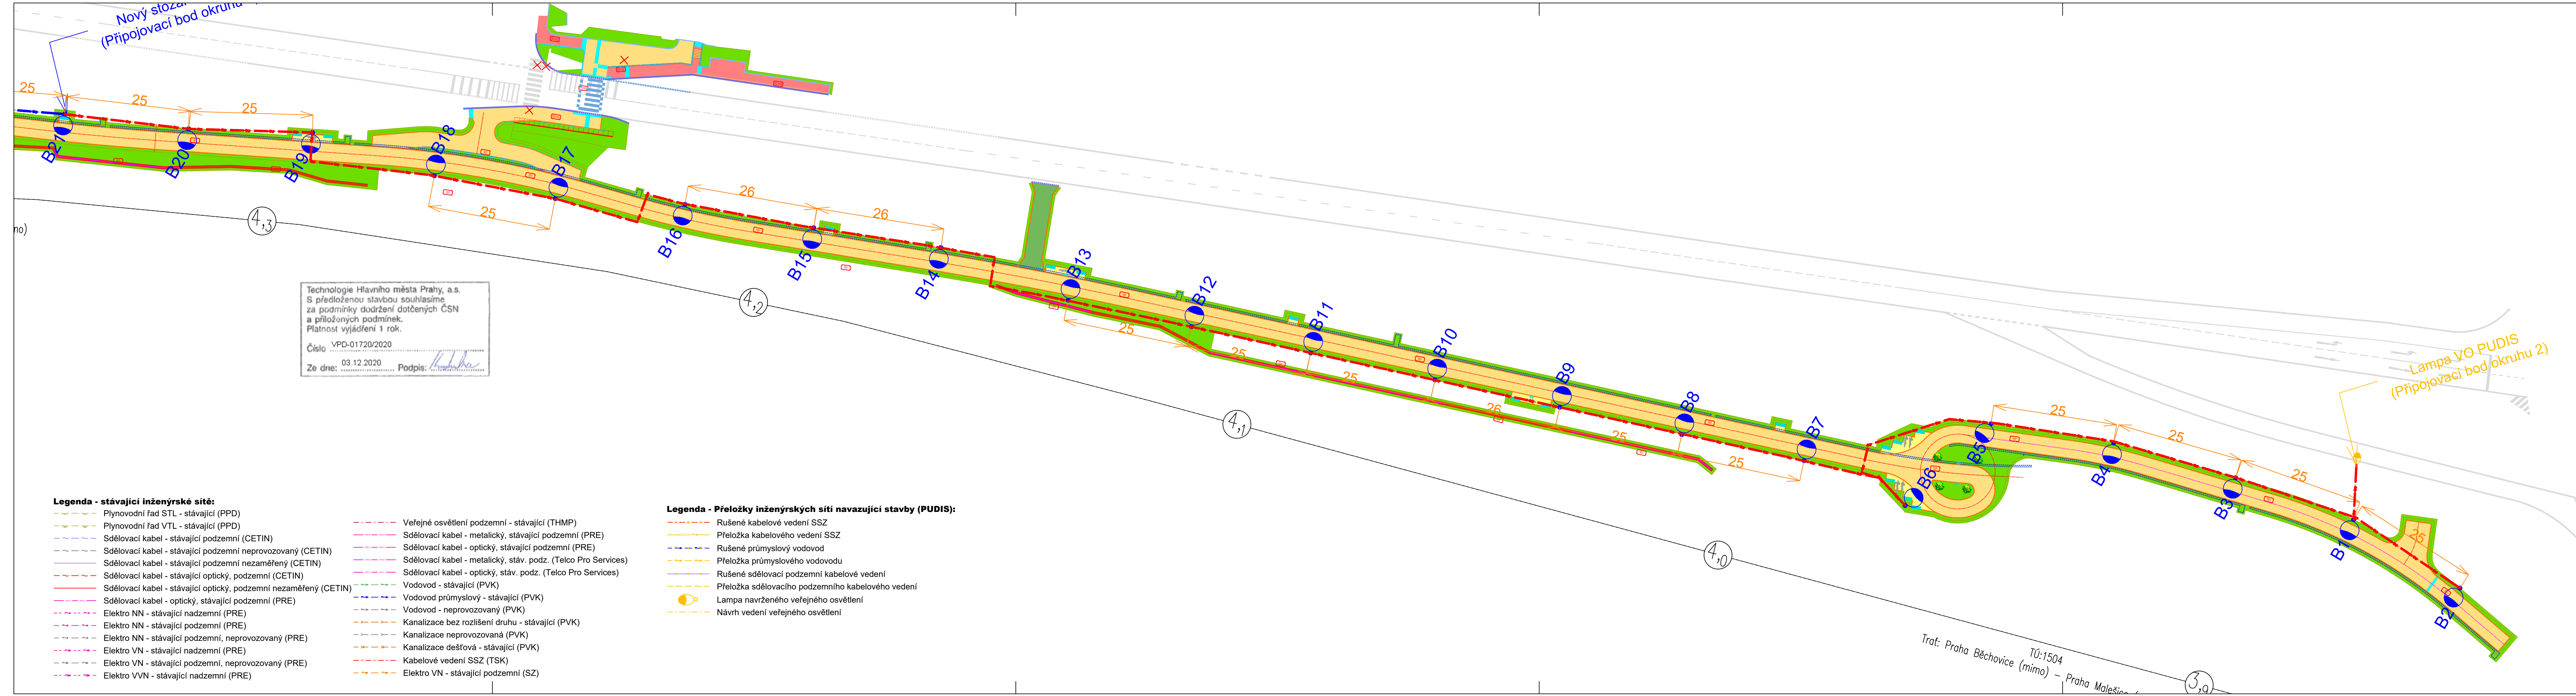 Nový stožár
(Připojovací bod okruhu
25
25
25
B21
B20
B19
B18
B17
25
26
26
B16
B15
B14
B13
B12
B11
B10
B9
B8
B7
B6
B5
B4
B3
B1
B2
25
25
25
26
25
25
25
25
25
25
4,3
4,2
4,1
4,0
3,9
no)
Lampa VO PUDIS
(Připojovací bod okruhu 2)
Technologie Hlavního města Prahy, a.s.
S předloženou stavbou souhlasíme
za podmínky dodržení dotčených ČSN
a přiložených podmínek.
Platnost vyjádření 1 rok.
Číslo VPD-01720/2020
Ze dne: 03.12.2020 Podpis:
Trať: Praha Běchovice (mimo) – Praha Malešice
TÚ:1504
Legenda - stávající inženýrské sítě:
Plynovodní řad STL - stávající (PPD)
Plynovodní řad VTL - stávající (PPD)
Sdělovací kabel - stávající podzemní (CETIN)
Sdělovací kabel - stávající podzemní neprovozovaný (CETIN)
Sdělovací kabel - stávající podzemní nezaměřený (CETIN)
Sdělovací kabel - stávající optický, podzemní (CETIN)
Sdělovací kabel - stávající optický, podzemní nezaměřený (CETIN)
Sdělovací kabel - optický, stávající podzemní (PRE)
Elektro NN - stávající nadzemní (PRE)
Elektro NN - stávající podzemní (PRE)
Elektro NN - stávající podzemní, neprovozovaný (PRE)
Elektro VN - stávající nadzemní (PRE)
Elektro VN - stávající podzemní, neprovozovaný (PRE)
Elektro VVN - stávající nadzemní (PRE)
Veřejné osvětlení podzemní - stávající (THMP)
Sdělovací kabel - metalický, stávající podzemní (PRE)
Sdělovací kabel - optický, stávající podzemní (PRE)
Sdělovací kabel - metalický, stáv. podz. (Telco Pro Services)
Sdělovací kabel - optický, stáv. podz. (Telco Pro Services)
Vodovod - stávající (PVK)
Vodovod průmyslový - stávající (PVK)
Vodovod - neprovozovaný (PVK)
Kanalizace bez rozlišení druhu - stávající (PVK)
Kanalizace neprovozovaná (PVK)
Kanalizace dešťová - stávající (PVK)
Kabelové vedení SSZ (TSK)
Elektro VN - stávající podzemní (SZ)
Legenda - Přeložky inženýrských sítí navazující stavby (PUDIS):
Rušené kabelové vedení SSZ
Přeložka kabelového vedení SSZ
Rušené průmyslový vodovod
Přeložka průmyslového vodovodu
Rušené sdělovací podzemní kabelové vedení
Přeložka sdělovacího podzemního kabelového vedení
Lampa navrženého veřejného osvětlení
Návrh vedení veřejného osvětlení